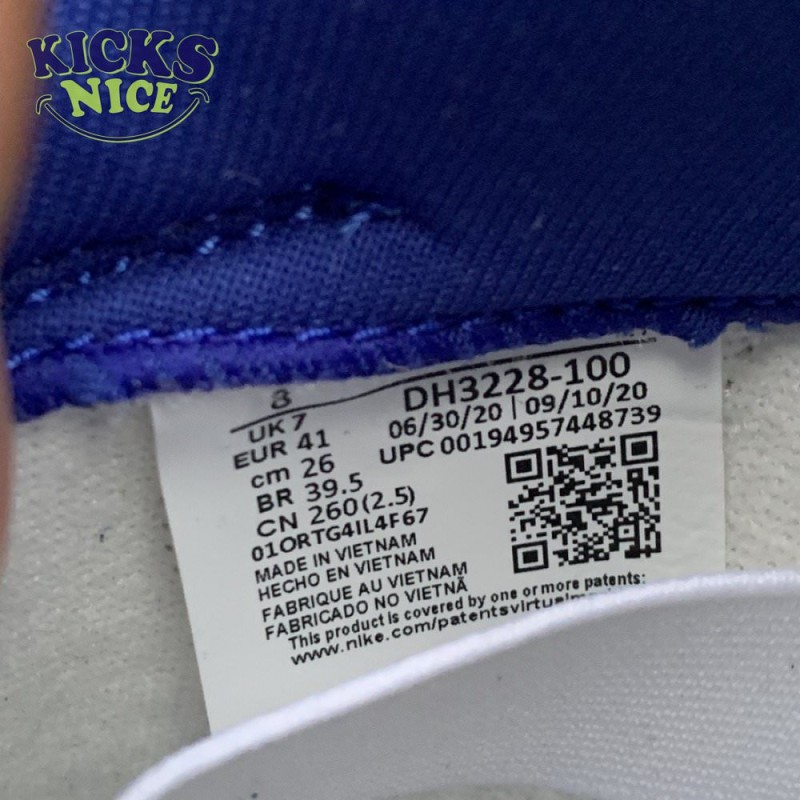 KICKS
NICE
8
UK 7
EUR 41
cm 26
BR 39.5
CN 260(2.5)
01ORTG4IL4F67
MADE IN VIETNAM
HECHO EN VIETNAM
FABRIQUE AU VIETNAM
FABRICADO NO VIETNÃ
This product is covered by one or more patents:
www.nike.com/patentsvirtualma
DH3228-100
06/30/20 | 09/10/20
UPC 00194957448739